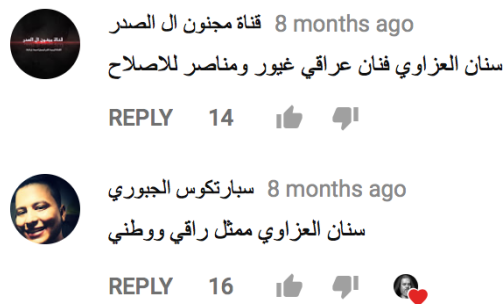 قناة مجنون ال الصدر 8 months ago
سنان العزاوي فنان عراقي غيور ومناصر للاصلاح
REPLY 14
سبارتكوس الجبوري 8 months ago
سنان العزاوي ممثل راقي ووطني
REPLY 16